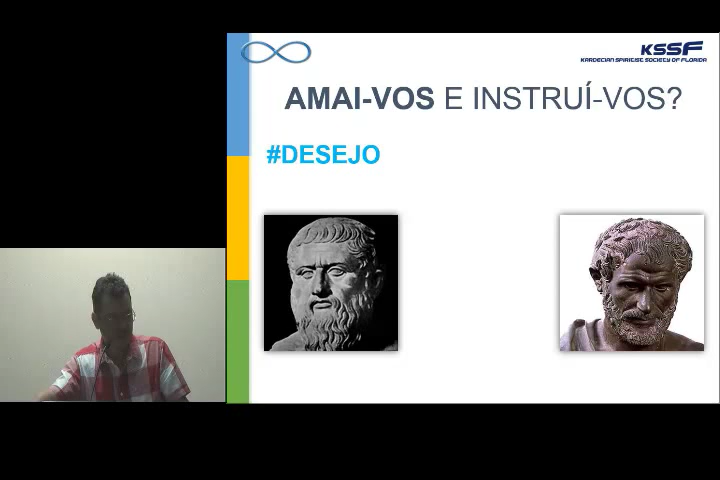 KSSF
KARDECIAN SPIRITIST SOCIETY OF FLORIDA
AMAI-VOS E INSTRUÍ-VOS?
#DESEJO